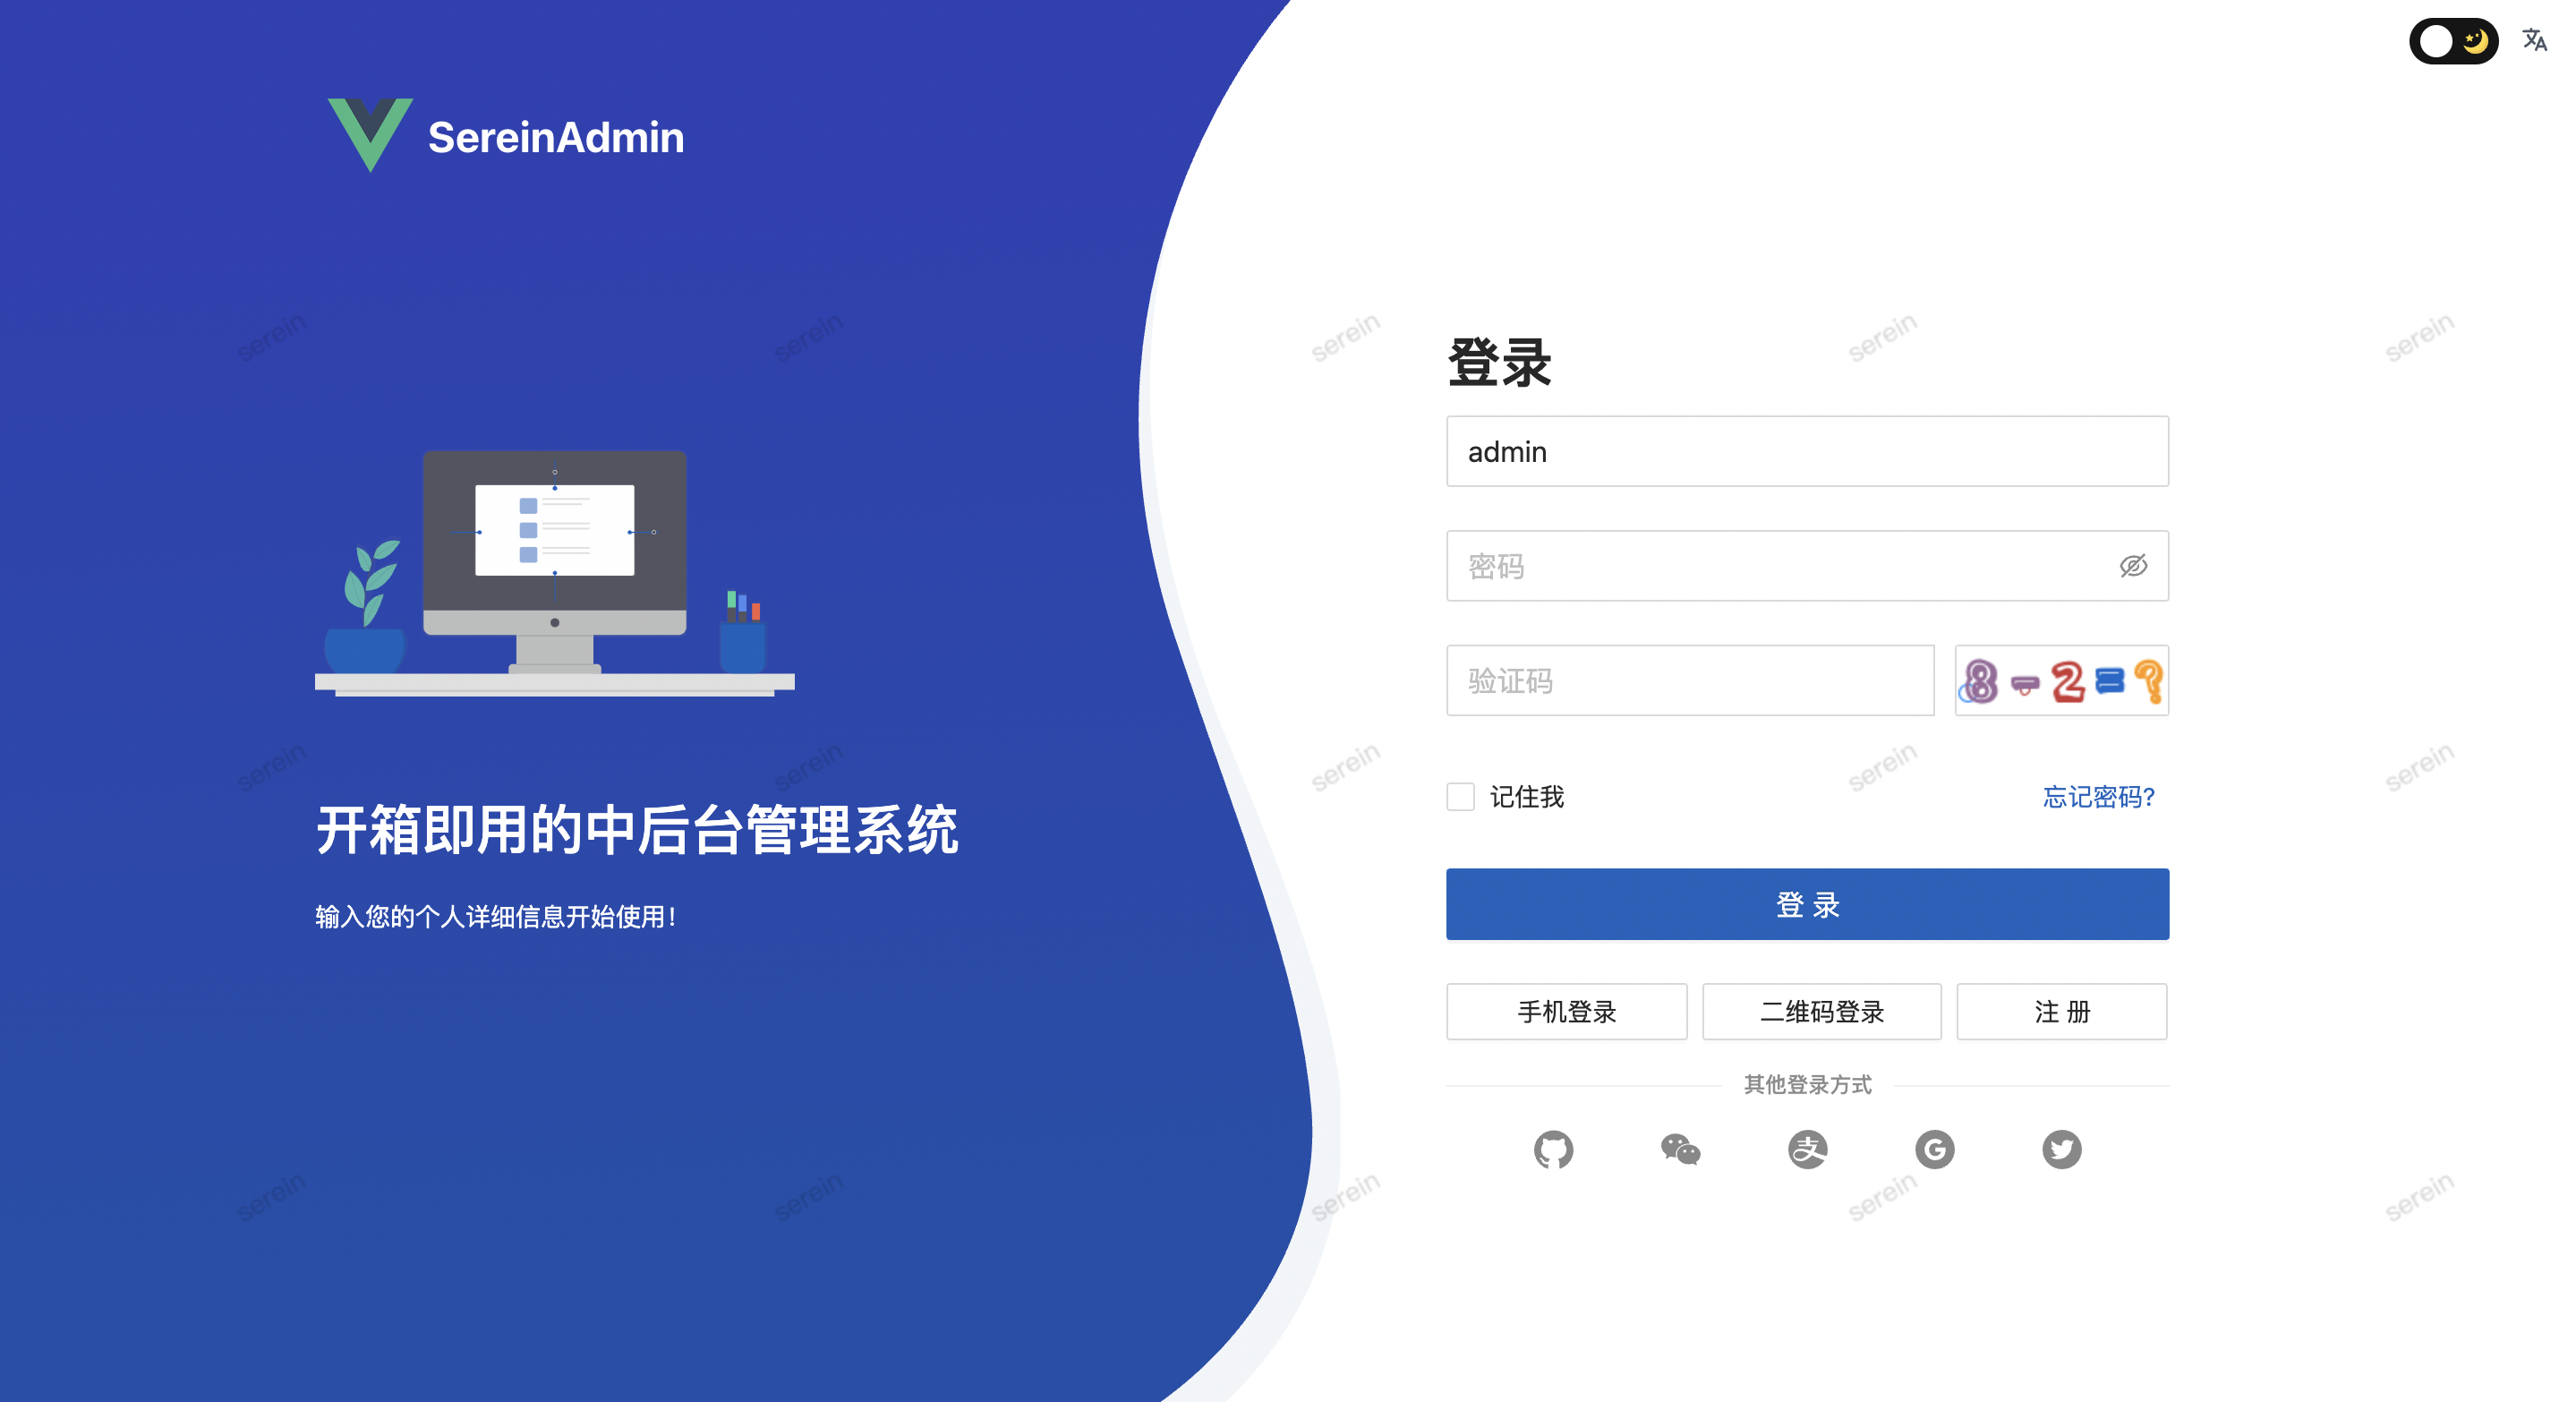 SereinAdmin
serein serein serein serein serein
登录
admin
密码
验证码
8-2=?
serein serein serein serein serein
记住我 忘记密码?
开箱即用的中后台管理系统
输入您的个人详细信息开始使用!
登 录
手机登录 二维码登录 注 册
其他登录方式
serein serein serein serein serein